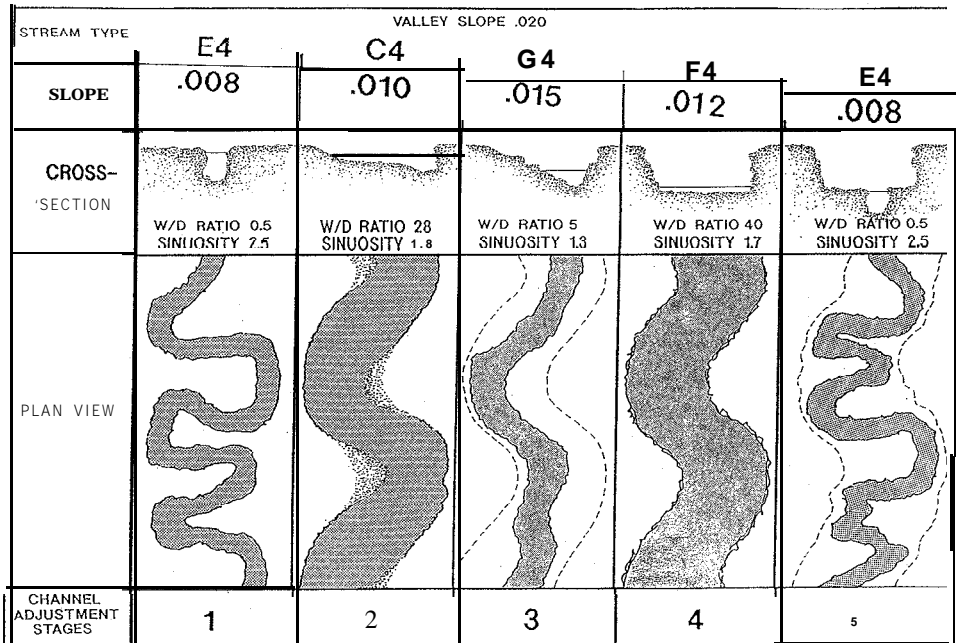 VALLEY SLOPE .020
STREAM TYPE
E4
C4
G4
F4
E4
SLOPE
.008
.010
.015
.012
.008
CROSS-
SECTION
W/D RATIO 0.5
SINUOSITY 2.5
W/D RATIO 28
SINUOSITY 1.8
W/D RATIO 5
SINUOSITY 1.3
W/D RATIO 40
SINUOSITY 1.7
W/D RATIO 0.5
SINUOSITY 2.5
PLAN VIEW
CHANNEL
ADJUSTMENT
STAGES
1
2
3
4
5